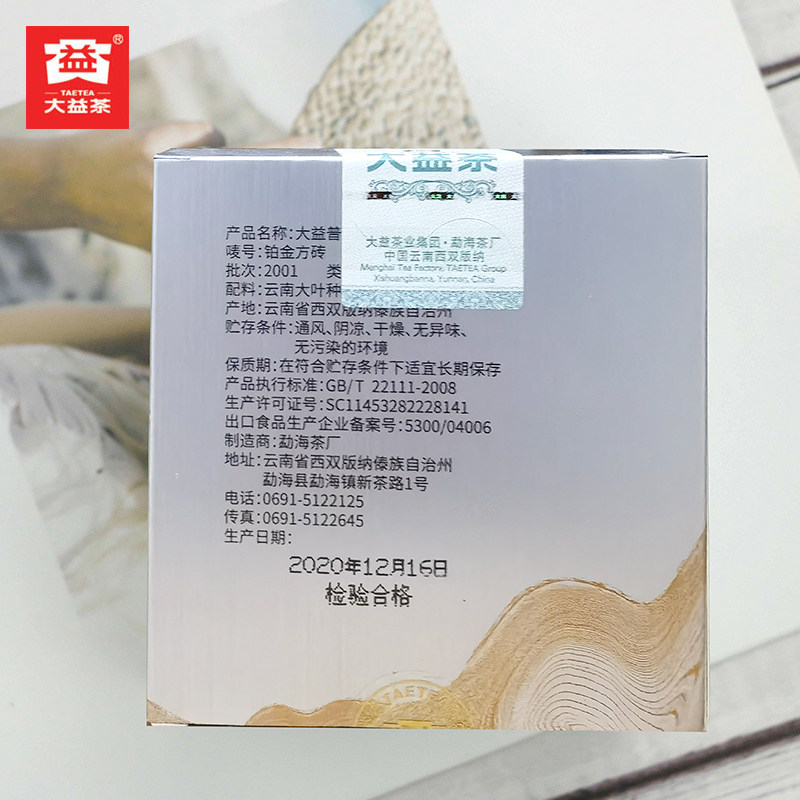 益®
TAETEA
大益茶
大益茶
大益茶业集团·勐海茶厂
中国云南西双版纳
Menghai Tea Factory, TAETEA Group
Xishuangbanna, Yunnan, China
产品名称:大益普
唛号:铂金方砖
批次:2001 类
配料:云南大叶种
产地:云南省西双版纳傣族自治州
贮存条件:通风、阴凉、干燥、无异味、
无污染的环境
保质期:在符合贮存条件下适宜长期保存
产品执行标准:GB/T 22111-2008
生产许可证号:SC11453282228141
出口食品生产企业备案号:5300/04006
制造商:勐海茶厂
地址:云南省西双版纳傣族自治州
勐海县勐海镇新茶路1号
电话:0691-5122125
传真:0691-5122645
生产日期:
2020年12月16日
检验合格
TAETEA